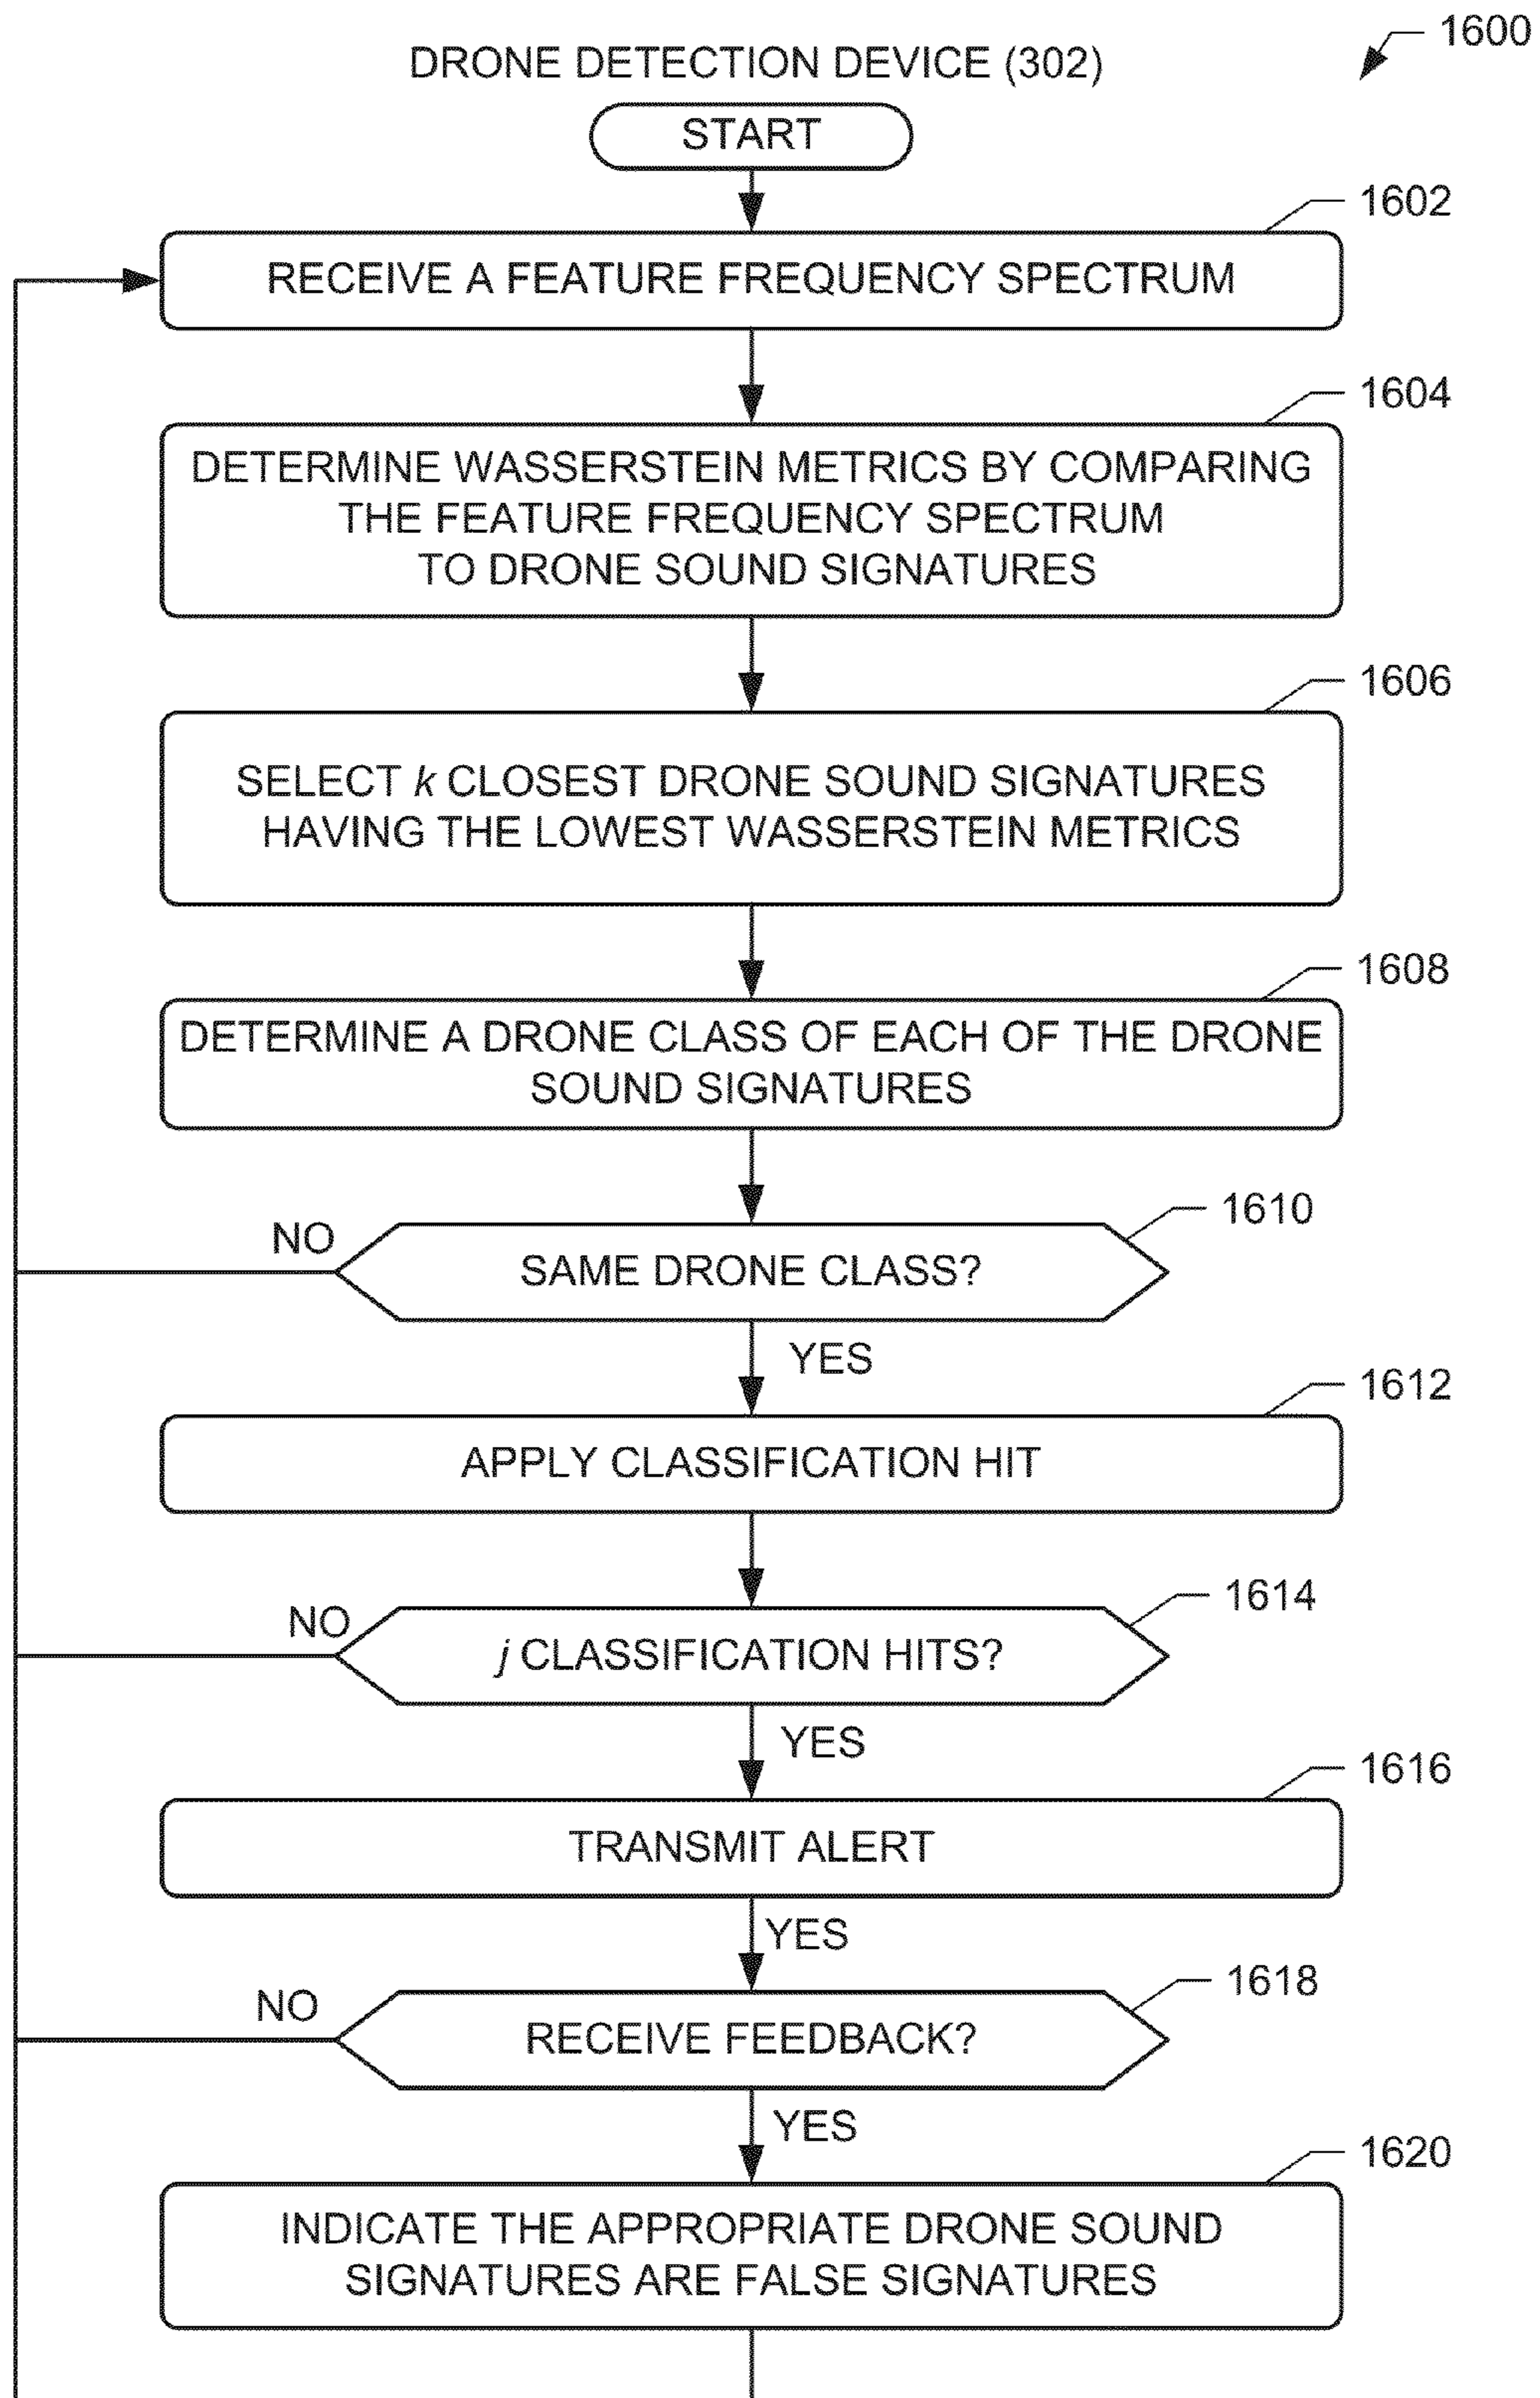 1600
DRONE DETECTION DEVICE (302)
START
1602
RECEIVE A FEATURE FREQUENCY SPECTRUM
1604
DETERMINE WASSERSTEIN METRICS BY COMPARING
THE FEATURE FREQUENCY SPECTRUM
TO DRONE SOUND SIGNATURES
1606
SELECT k CLOSEST DRONE SOUND SIGNATURES
HAVING THE LOWEST WASSERSTEIN METRICS
1608
DETERMINE A DRONE CLASS OF EACH OF THE DRONE
SOUND SIGNATURES
1610
NO
SAME DRONE CLASS?
YES
1612
APPLY CLASSIFICATION HIT
1614
NO
j CLASSIFICATION HITS?
YES
1616
TRANSMIT ALERT
YES
1618
NO
RECEIVE FEEDBACK?
YES
1620
INDICATE THE APPROPRIATE DRONE SOUND
SIGNATURES ARE FALSE SIGNATURES